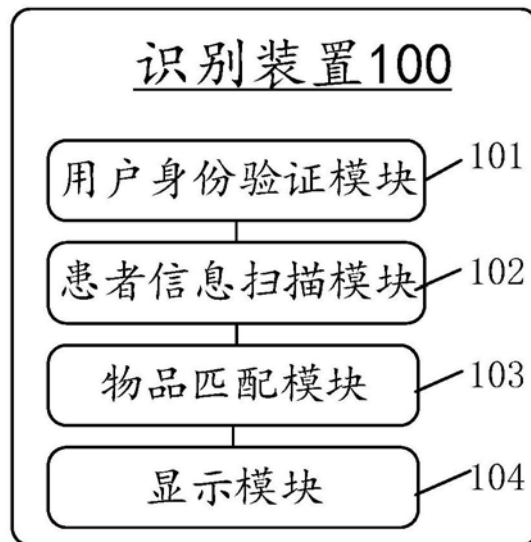 识别装置100
用户身份验证模块
101
患者信息扫描模块
102
物品匹配模块
103
显示模块
104